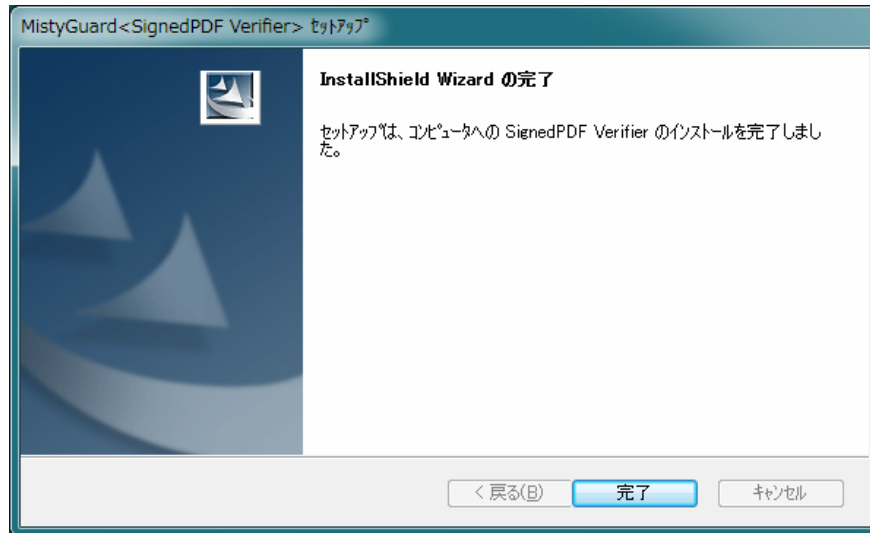 MistyGuard<SignedPDF Verifier> ｾｯﾄｱｯﾌﾟ
InstallShield Wizard の完了
ｾｯﾄｱｯﾌﾟは、ｺﾝﾋﾟｭｰﾀへの SignedPDF Verifier のｲﾝｽﾄｰﾙを完了しまし
た。
< 戻る(B)
完了
ｷｬﾝｾﾙ